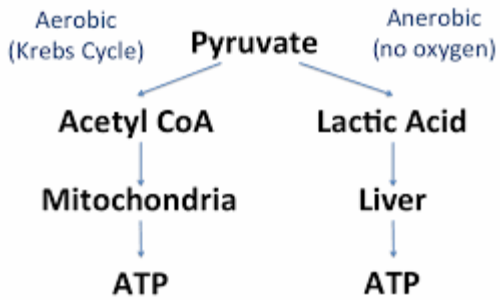 Aerobic
(Krebs Cycle)
Pyruvate
Anerobic
(no oxygen)
Acetyl CoA
Lactic Acid
Mitochondria
Liver
ATP
ATP